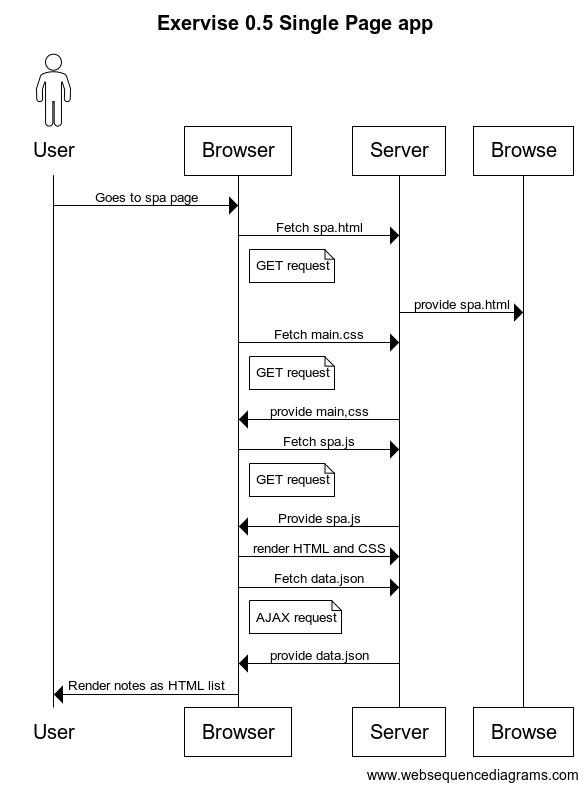 Exervise 0.5 Single Page app
User
Browser
Server
Browse
Goes to spa page
Fetch spa.html
GET request
provide spa.html
Fetch main.css
GET request
provide main,css
Fetch spa.js
GET request
Provide spa.js
render HTML and CSS
Fetch data.json
AJAX request
provide data.json
Render notes as HTML list
User
Browser
Server
Browse
www.websequencediagrams.com